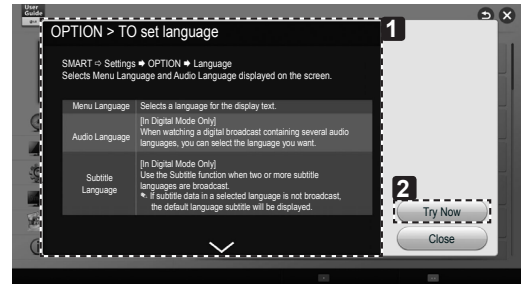 User
Guide
OPTION > TO set language
1
SMART ⇨ Settings ➡ OPTION ➡ Language
Selects Menu Language and Audio Language displayed on the screen.
Menu Language Selects a language for the display text.
Audio Language
[In Digital Mode Only]
When watching a digital broadcast containing several audio
languages, you can select the language you want.
Subtitle
Language
[In Digital Mode Only]
Use the Subtitle function when two or more subtitle
languages are broadcast.
If subtitle data in a selected language is not broadcast,
the default language subtitle will be displayed.
2
Try Now
Close